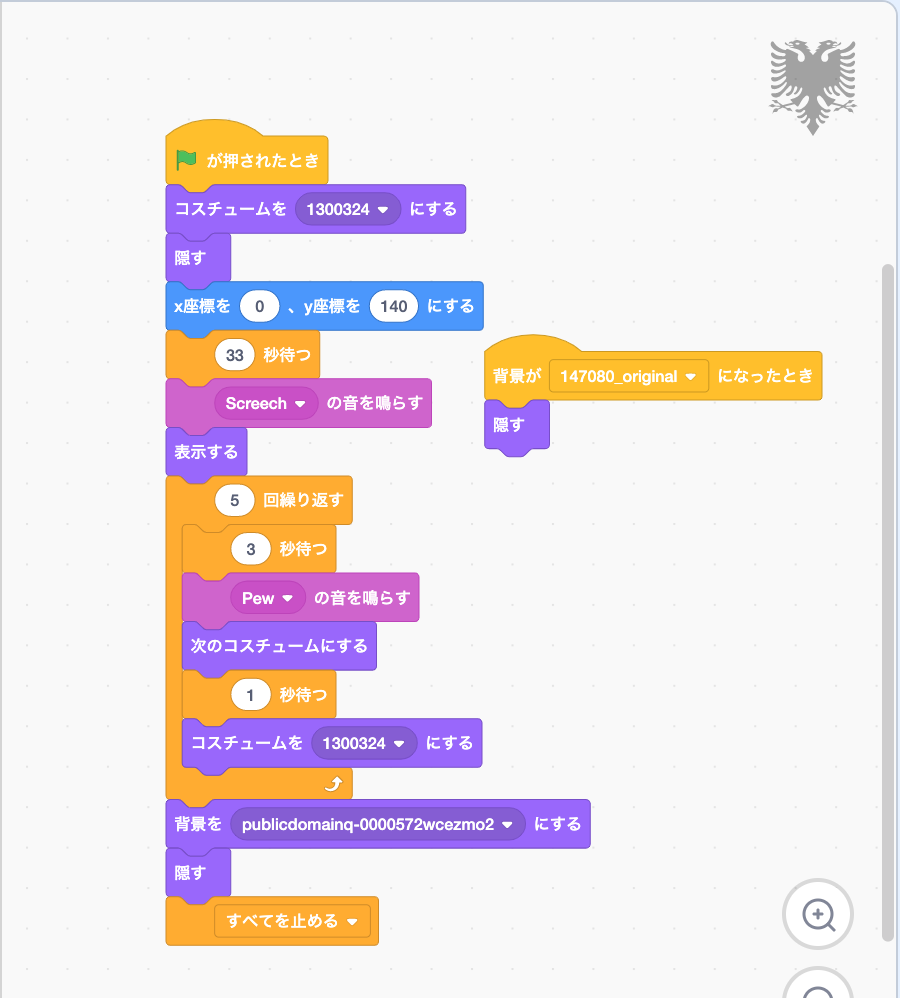 が押されたとき
コスチュームを 1300324 にする
隠す
x座標を 0 、y座標を 140 にする
33 秒待つ
Screech の音を鳴らす
表示する
5 回繰り返す
3 秒待つ
Pew の音を鳴らす
次のコスチュームにする
1 秒待つ
コスチュームを 1300324 にする
背景を publicdomainq-0000572wcezmo2 にする
隠す
すべてを止める
背景が 147080_original になったとき
隠す